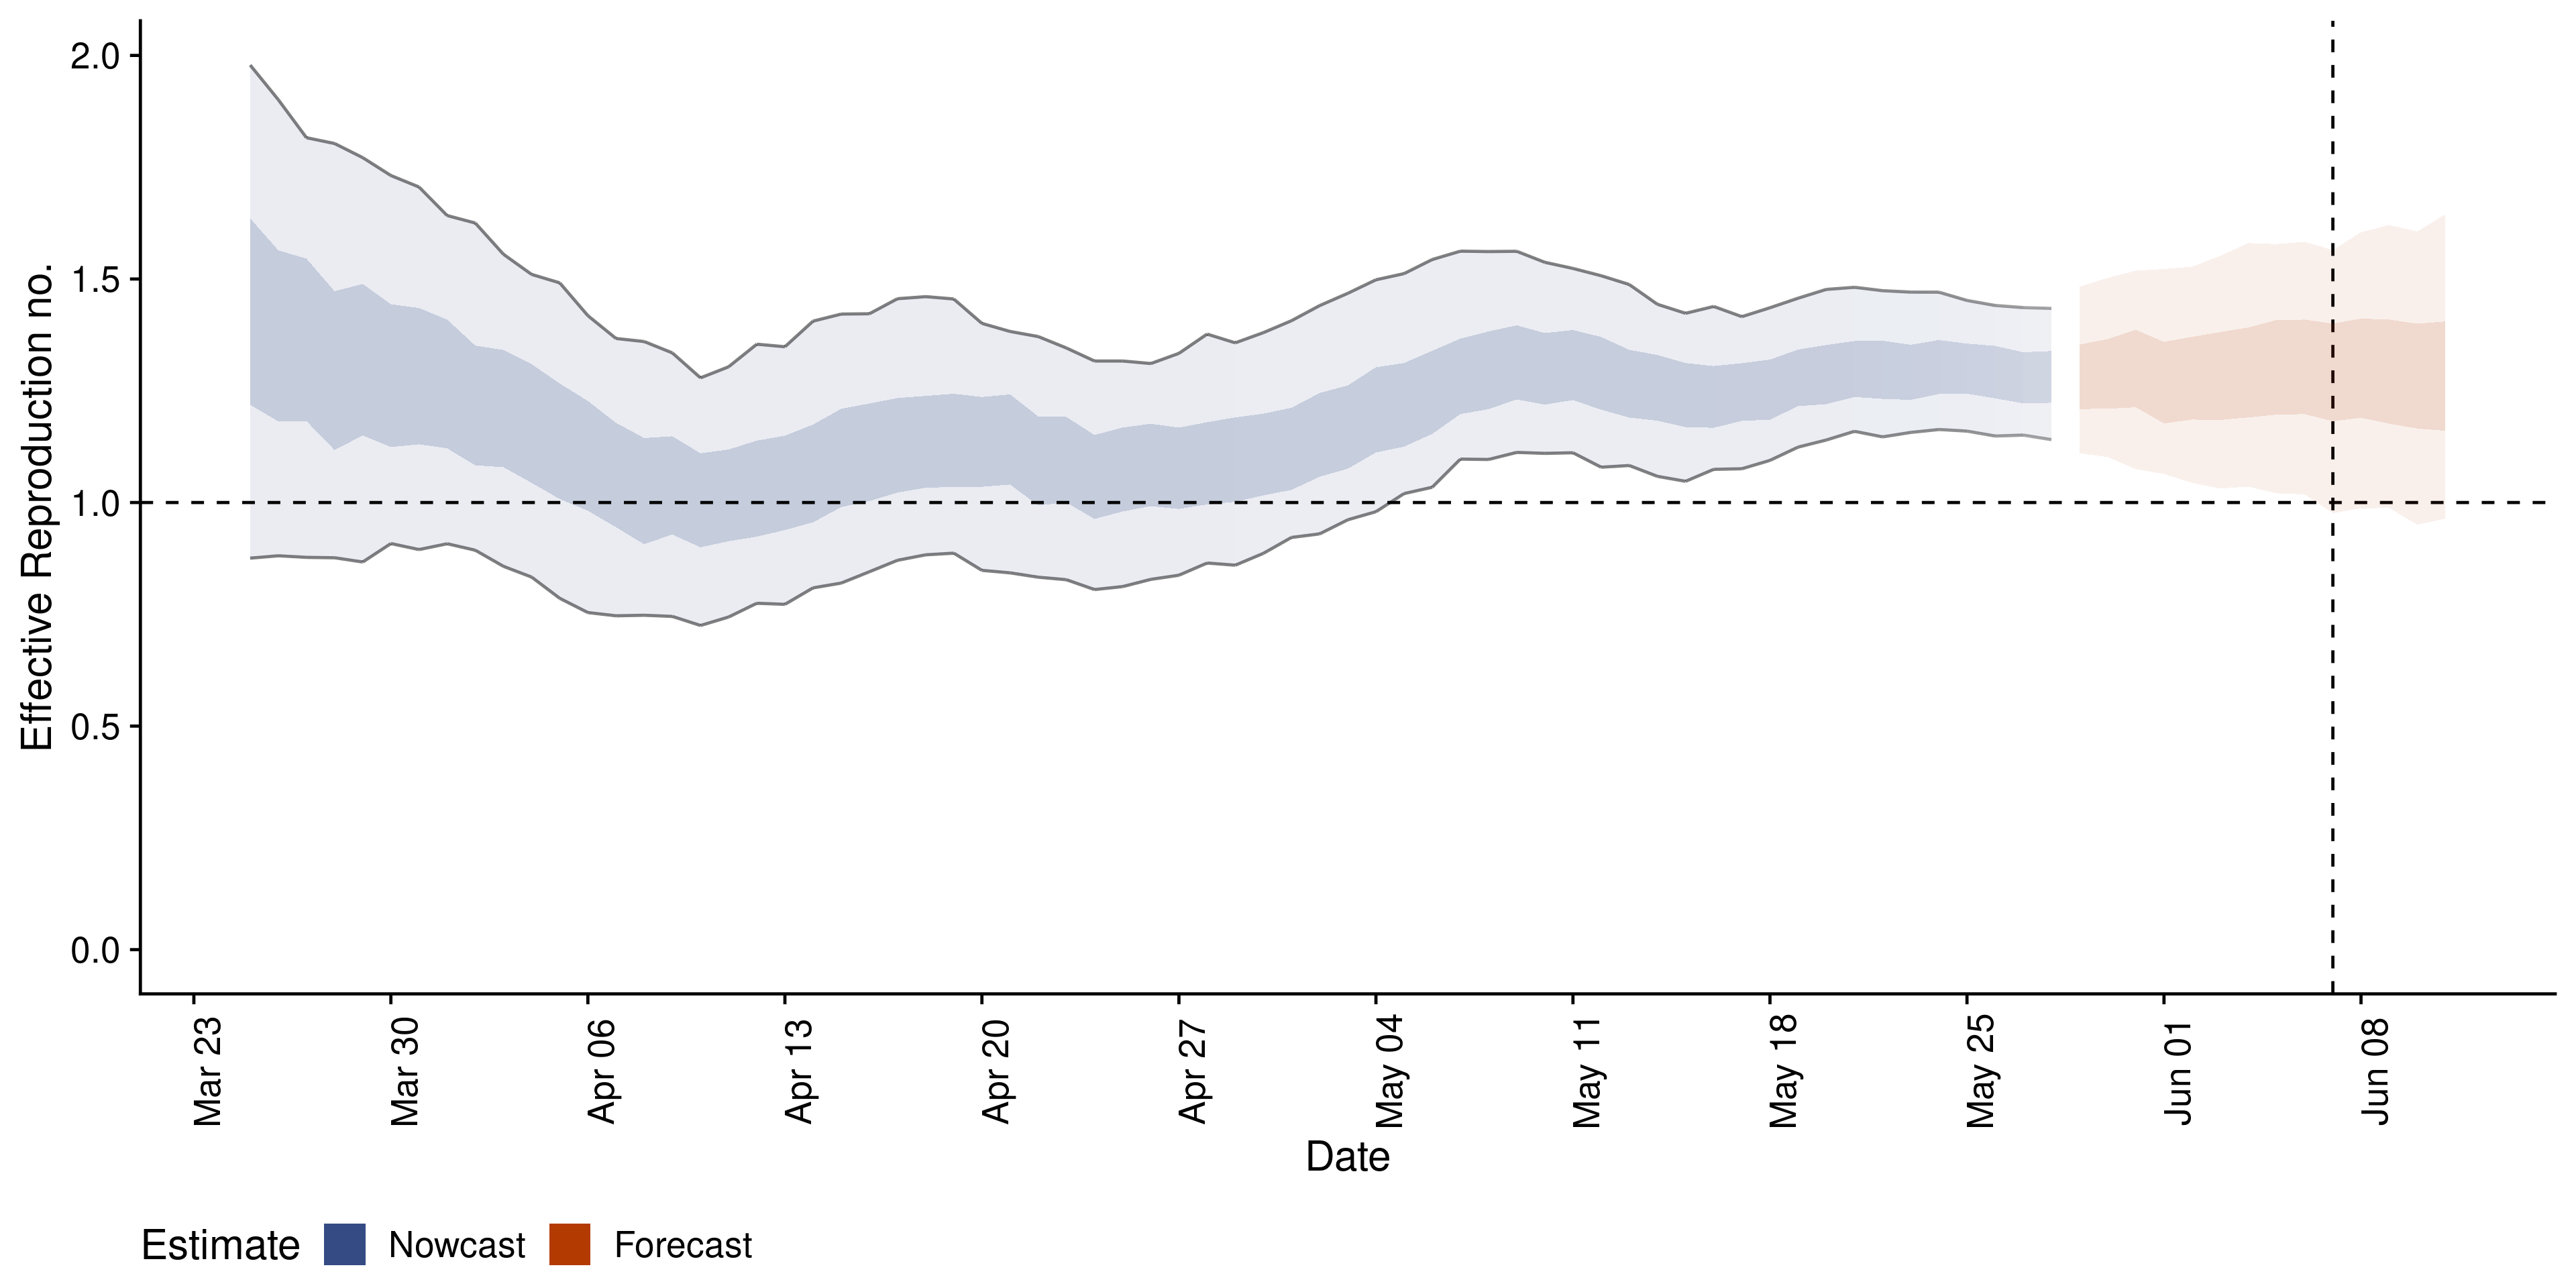 Effective Reproduction no.
2.0
1.5
1.0
0.5
0.0
Mar 23
Mar 30
Apr 06
Apr 13
Apr 20
Apr 27
May 04
May 11
May 18
May 25
Jun 01
Jun 08
Date
Estimate Nowcast Forecast